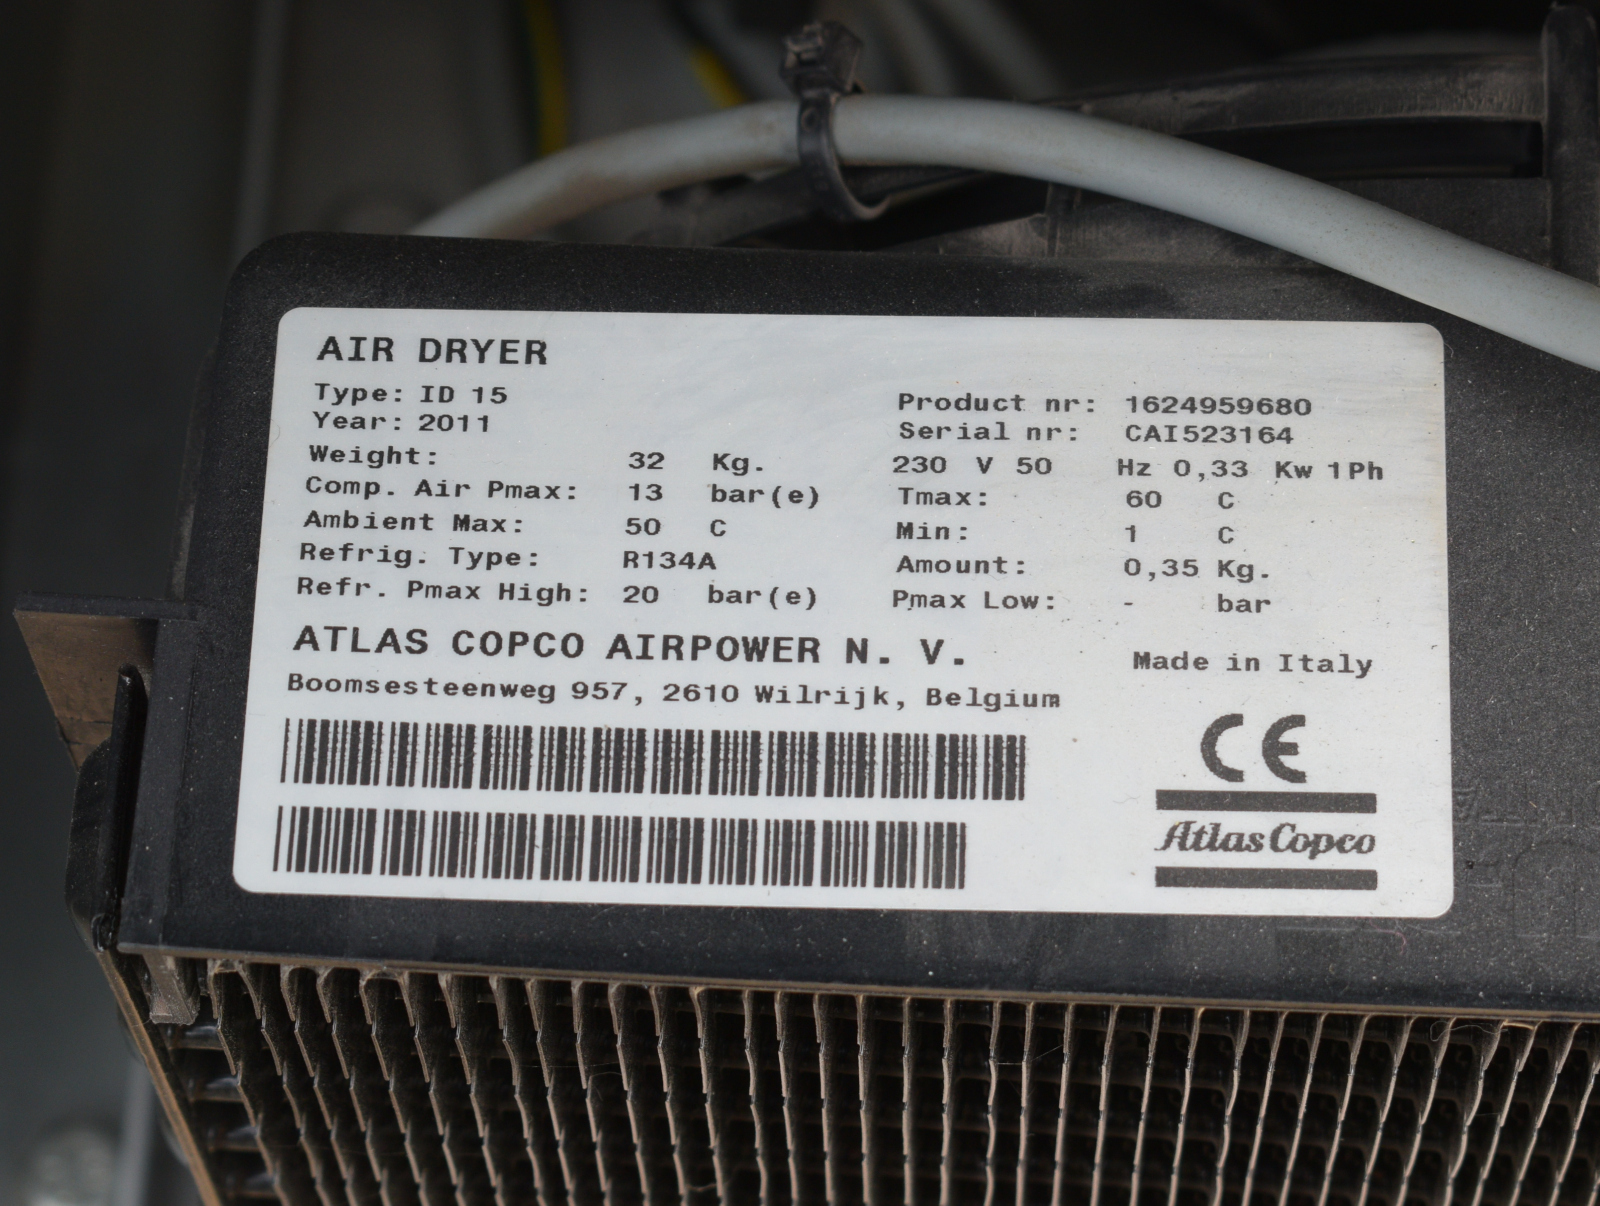 AIR DRYER
Type: ID 15
Year: 2011
Product nr: 1624959680
Serial nr: CAI523164
Weight: 32 Kg.
230 V 50 Hz 0,33 Kw 1Ph
Comp. Air Pmax: 13 bar(e)
Tmax: 60 C
Ambient Max: 50 C
Min: 1 C
Refrig. Type: R134A
Amount: 0,35 Kg.
Refr. Pmax High: 20 bar(e)
Pmax Low: - bar
ATLAS COPCO AIRPOWER N. V.
Made in Italy
Boomsesteenweg 957, 2610 Wilrijk, Belgium
CE
Atlas Copco